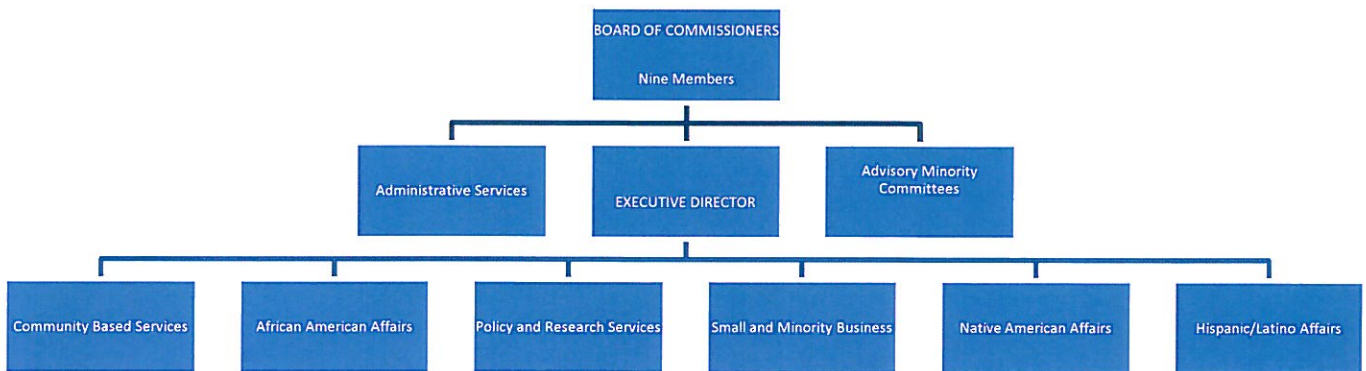 BOARD OF COMMISSIONERS
Nine Members
Administrative Services
EXECUTIVE DIRECTOR
Advisory Minority
Committees
Community Based Services
African American Affairs
Policy and Research Services
Small and Minority Business
Native American Affairs
Hispanic/Latino Affairs